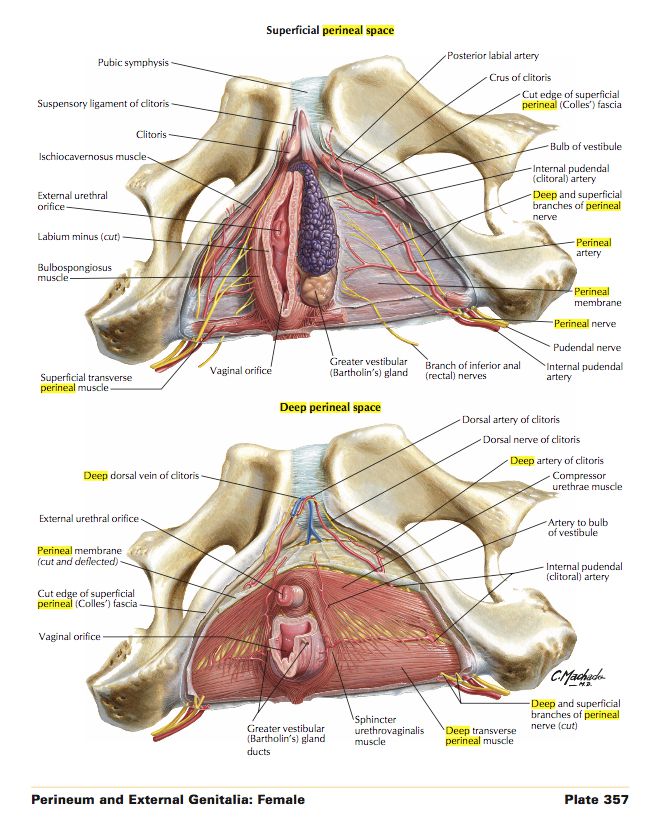 Superficial perineal space
Pubic symphysis
Suspensory ligament of clitoris
Clitoris
Ischiocavernosus muscle
External urethral
orifice
Labium minus (cut)
Bulbospongiosus
muscle
Superficial transverse
perineal muscle
Vaginal orifice
Greater vestibular
(Bartholin's) gland
Branch of inferior anal
(rectal) nerves
Posterior labial artery
Crus of clitoris
Cut edge of superficial
perineal (Colles') fascia
Bulb of vestibule
Internal pudendal
(clitoral) artery
Deep and superficial
branches of perineal
nerve
Perineal
artery
Perineal
membrane
Perineal nerve
Pudendal nerve
Internal pudendal
artery
Deep perineal space
Deep dorsal vein of clitoris
External urethral orifice
Perineal membrane
(cut and deflected)
Cut edge of superficial
perineal (Colles') fascia
Vaginal orifice
Greater vestibular
(Bartholin's) gland
ducts
Sphincter
urethrovaginalis
muscle
Deep transverse
perineal muscle
Dorsal artery of clitoris
Dorsal nerve of clitoris
Deep artery of clitoris
Compressor
urethrae muscle
Artery to bulb
of vestibule
Internal pudendal
(clitoral) artery
C. Machado
M.D.
Deep and superficial
branches of perineal
nerve (cut)
Perineum and External Genitalia: Female
Plate 357